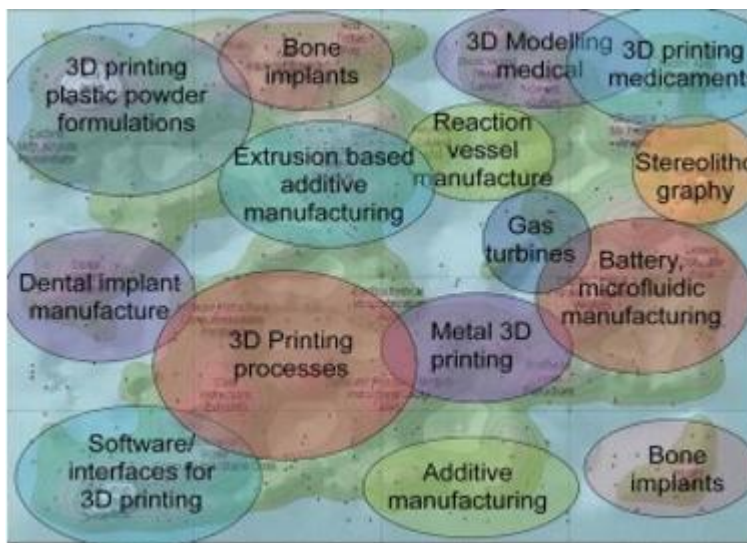 3D printing
plastic powder
formulations
Bone
implants
3D Modelling
medical
3D printing
medicament
Extrusion based
additive
manufacturing
Reaction
vessel
manufacture
Stereolitho
graphy
Gas
turbines
Dental implant
manufacture
Battery,
microfluidic
manufacturing
3D Printing
processes
Metal 3D
printing
Software/
interfaces for
3D printing
Additive
manufacturing
Bone
implants